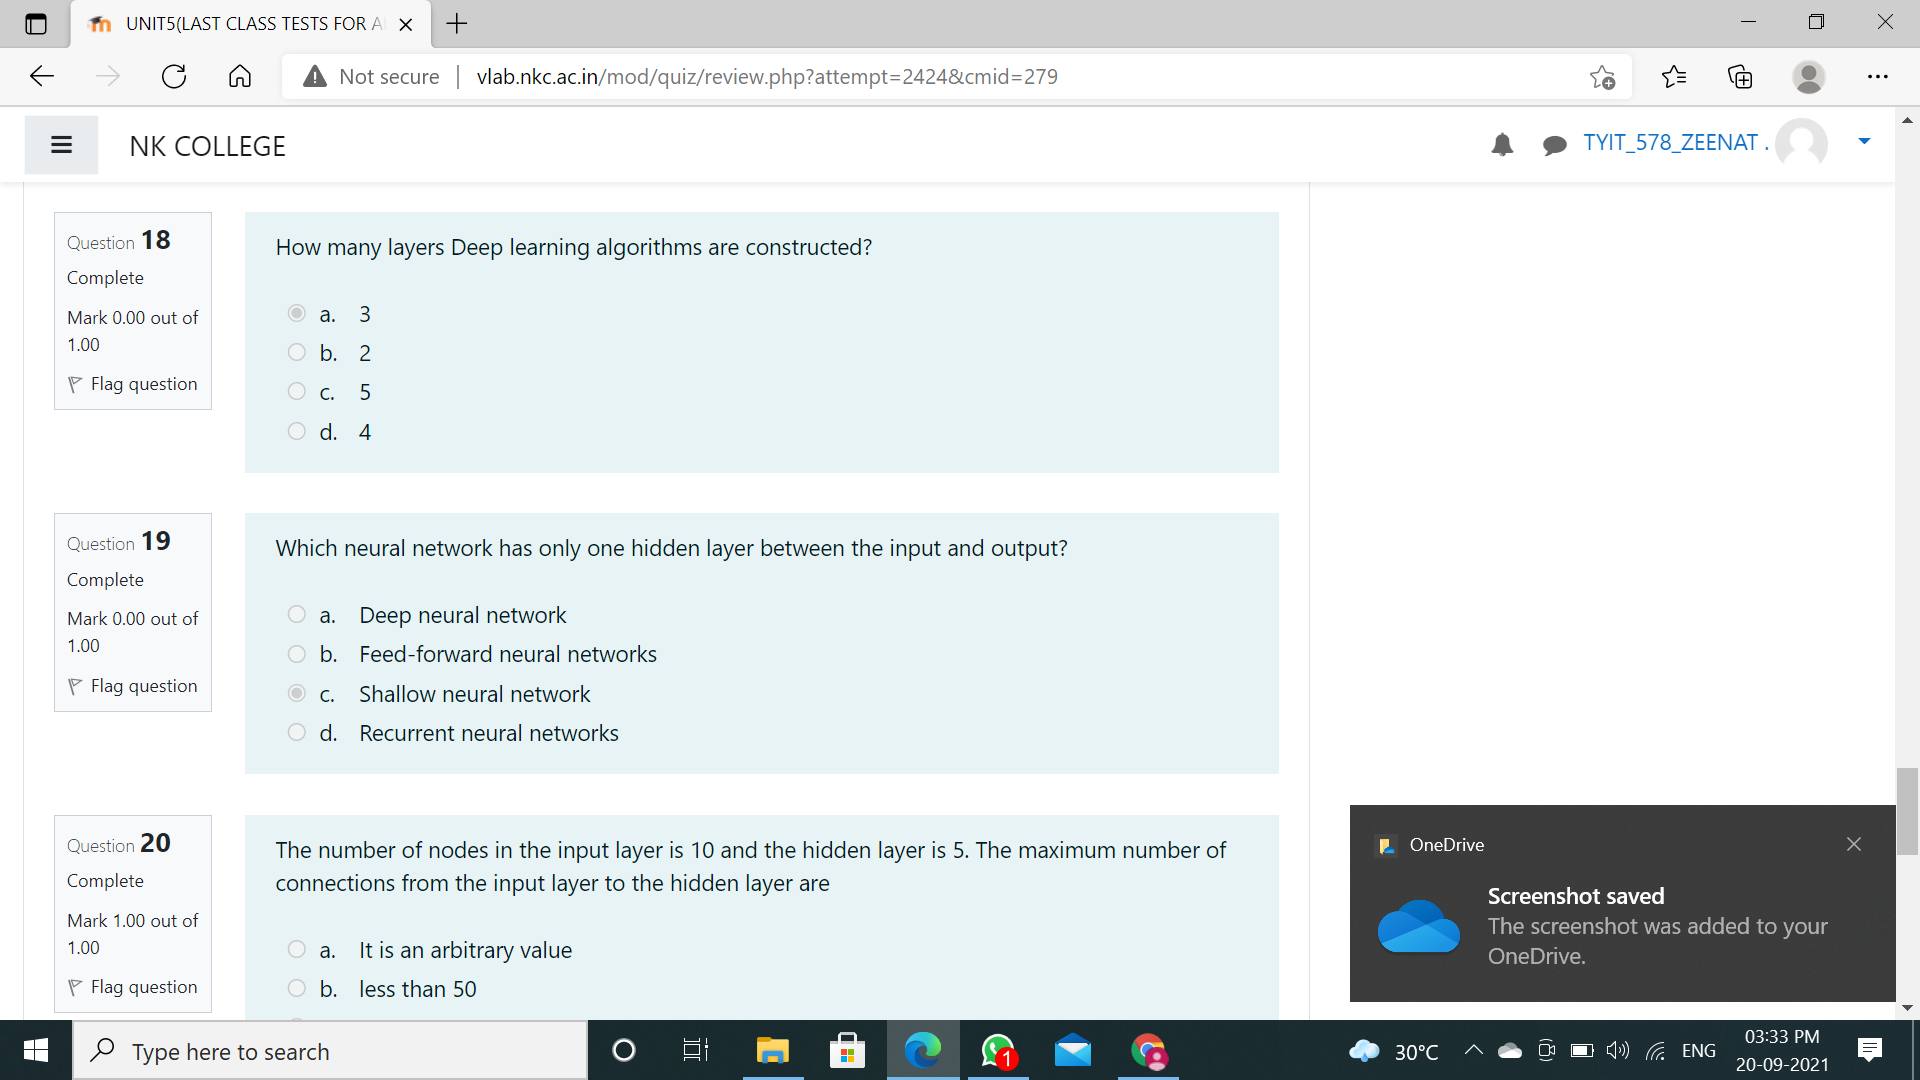 UNIT5(LAST CLASS TESTS FOR A
Not secure
vlab.nkc.ac.in/mod/quiz/review.php?attempt=2424&cmid=279
NK COLLEGE
TYIT_578_ZEENAT .
Question 18
Complete
Mark 0.00 out of
1.00
Flag question
How many layers Deep learning algorithms are constructed?
a. 3
b. 2
c. 5
d. 4
Question 19
Complete
Mark 0.00 out of
1.00
Flag question
Which neural network has only one hidden layer between the input and output?
a. Deep neural network
b. Feed-forward neural networks
c. Shallow neural network
d. Recurrent neural networks
Question 20
Complete
Mark 1.00 out of
1.00
Flag question
The number of nodes in the input layer is 10 and the hidden layer is 5. The maximum number of
connections from the input layer to the hidden layer are
a. It is an arbitrary value
b. less than 50
OneDrive
Screenshot saved
The screenshot was added to your
OneDrive.
Type here to search
1
30°C
ENG
03:33 PM
20-09-2021